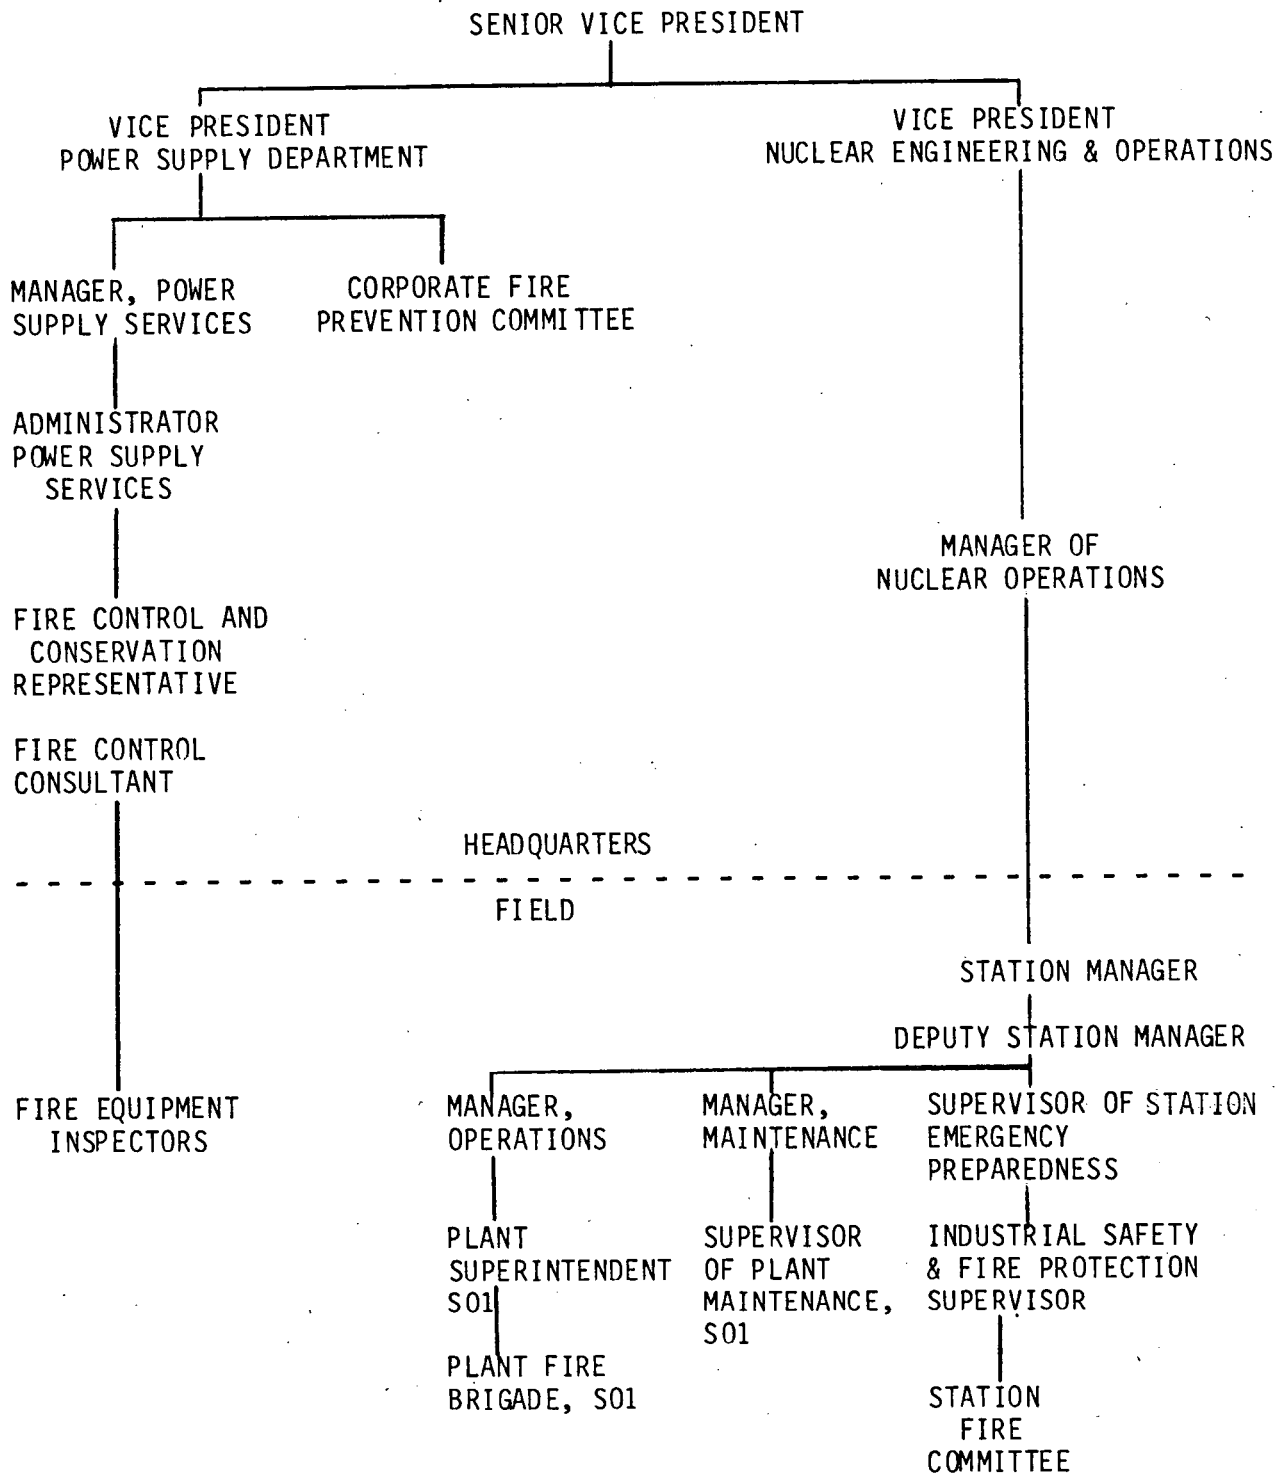 SENIOR VICE PRESIDENT
VICE PRESIDENT
POWER SUPPLY DEPARTMENT
VICE PRESIDENT
NUCLEAR ENGINEERING & OPERATIONS
MANAGER, POWER
SUPPLY SERVICES
CORPORATE FIRE
PREVENTION COMMITTEE
ADMINISTRATOR
POWER SUPPLY
SERVICES
MANAGER OF
NUCLEAR OPERATIONS
FIRE CONTROL AND
CONSERVATION
REPRESENTATIVE
FIRE CONTROL
CONSULTANT
HEADQUARTERS
FIELD
STATION MANAGER
DEPUTY STATION MANAGER
FIRE EQUIPMENT
INSPECTORS
MANAGER,
OPERATIONS
MANAGER,
MAINTENANCE
SUPERVISOR OF STATION
EMERGENCY
PREPAREDNESS
PLANT
SUPERINTENDENT
SO1
SUPERVISOR
OF PLANT
MAINTENANCE,
SO1
INDUSTRIAL SAFETY
& FIRE PROTECTION
SUPERVISOR
PLANT FIRE
BRIGADE, SO1
STATION
FIRE
COMMITTEE